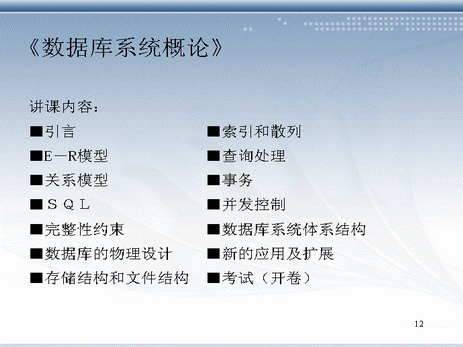 《数据库系统概论》
讲课内容：
■引言
■E－R模型
■关系模型
■ＳＱＬ
■完整性约束
■数据库的物理设计
■存储结构和文件结构
■索引和散列
■查询处理
■事务
■并发控制
■数据库系统体系结构
■新的应用及扩展
■考试（开卷）
12